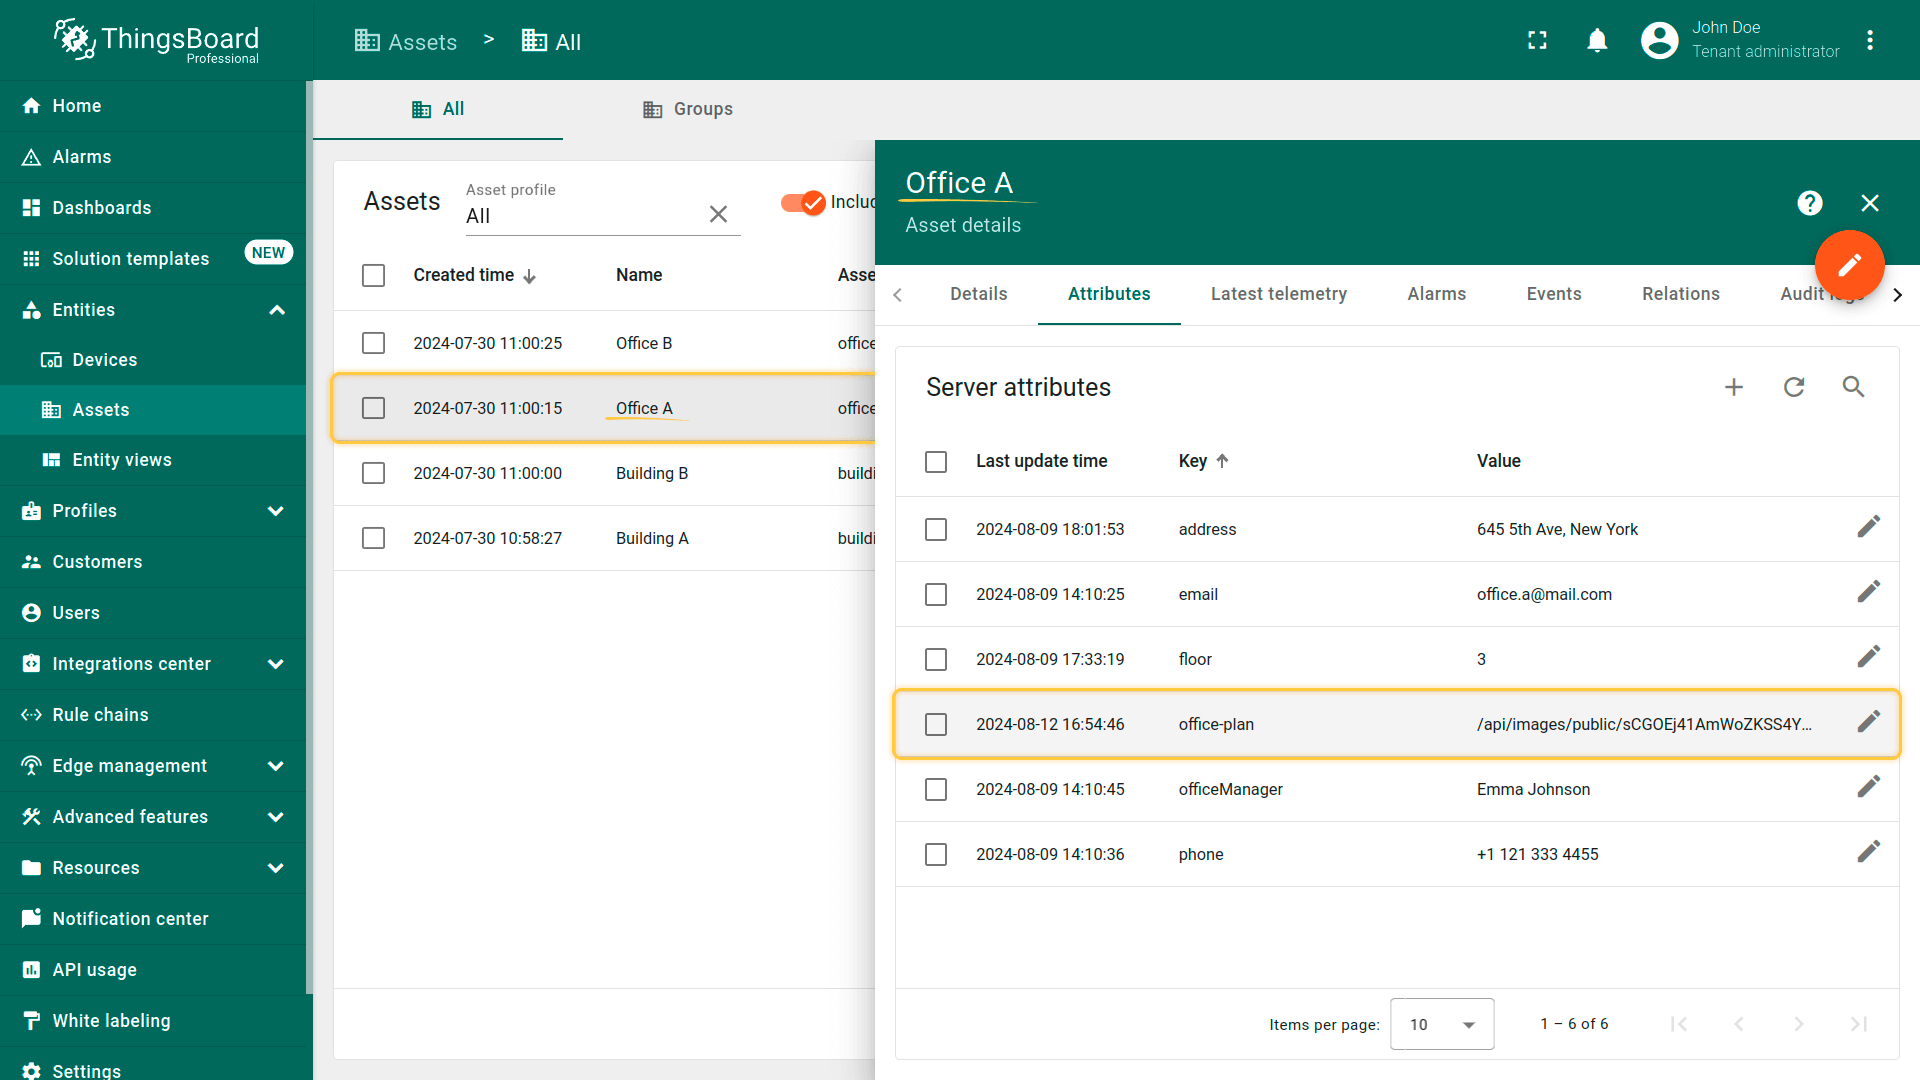 ThingsBoard
Professional
Assets > All
John Doe
Tenant administrator
Home
Alarms
Dashboards
Solution templates NEW
Entities
Devices
Assets
Entity views
Profiles
Customers
Users
Integrations center
Rule chains
Edge management
Advanced features
Resources
Notification center
API usage
White labeling
Settings
All Groups
Assets
Asset profile
All
Created time Name
2024-07-30 11:00:25 Office B office
2024-07-30 11:00:15 Office A office
2024-07-30 11:00:00 Building B
2024-07-30 10:58:27 Building A
Office A
Asset details
Details Attributes Latest telemetry Alarms Events Relations Audit
Server attributes
Last update time Key Value
2024-08-09 18:01:53 address 645 5th Ave, New York
2024-08-09 14:10:25 email office.a@mail.com
2024-08-09 17:33:19 floor 3
2024-08-12 16:54:46 office-plan /api/images/public/sCGOEj41AmWoZKSS4Y...
2024-08-09 14:10:45 officeManager Emma Johnson
2024-08-09 14:10:36 phone +1 121 333 4455
Items per page: 10 1 – 6 of 6